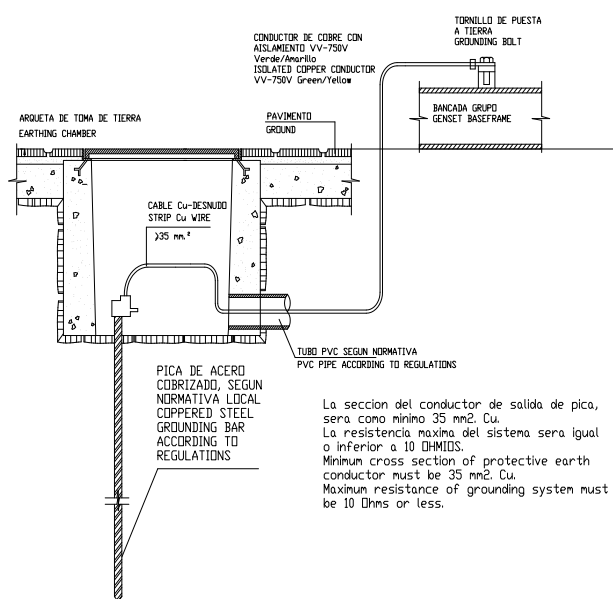 TORNILLO DE PUESTA
A TIERRA
GROUNDING BOLT
CONDUCTOR DE COBRE CON
AISLAMIENTO VV-750V
Verde/Amarillo
ISOLATED COPPER CONDUCTOR
VV-750V Green/Yellow
BANCADA GRUPO
GENSET BASEFRAME
ARQUETA DE TOMA DE TIERRA
EARTHING CHAMBER
PAVIMENTO
GROUND
CABLE Cu-DESNUDO
STRIP Cu WIRE
>35 mm.²
TUBO PVC SEGUN NORMATIVA
PVC PIPE ACCORDING TO REGULATIONS
PICA DE ACERO
COBRIZADO, SEGUN
NORMATIVA LOCAL
COPPERED STEEL
GROUNDING BAR
ACCORDING TO
REGULATIONS
La seccion del conductor de salida de pica,
sera como minimo 35 mm2. Cu.
La resistencia maxima del sistema sera igual
o inferior a 10 OHMIOS.
Minimum cross section of protective earth
conductor must be 35 mm2. Cu.
Maximum resistance of grounding system must
be 10 Ohms or less.